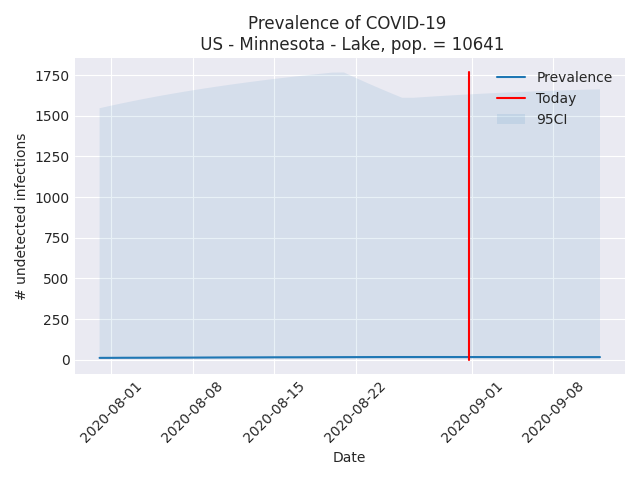 Prevalence of COVID-19
US - Minnesota - Lake, pop. = 10641
Prevalence
Today
95CI
1750
1500
1250
1000
750
500
250
0
# undetected infections
2020-08-01
2020-08-08
2020-08-15
2020-08-22
2020-09-01
2020-09-08
Date